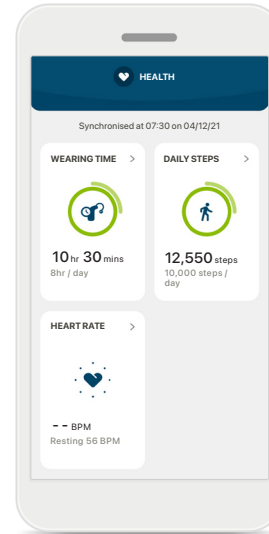 HEALTH
Synchronised at 07:30 on 04/12/21
WEARING TIME
10 hr 30 mins
8hr / day
DAILY STEPS
12,550 steps
10,000 steps /
day
HEART RATE
-- BPM
Resting 56 BPM